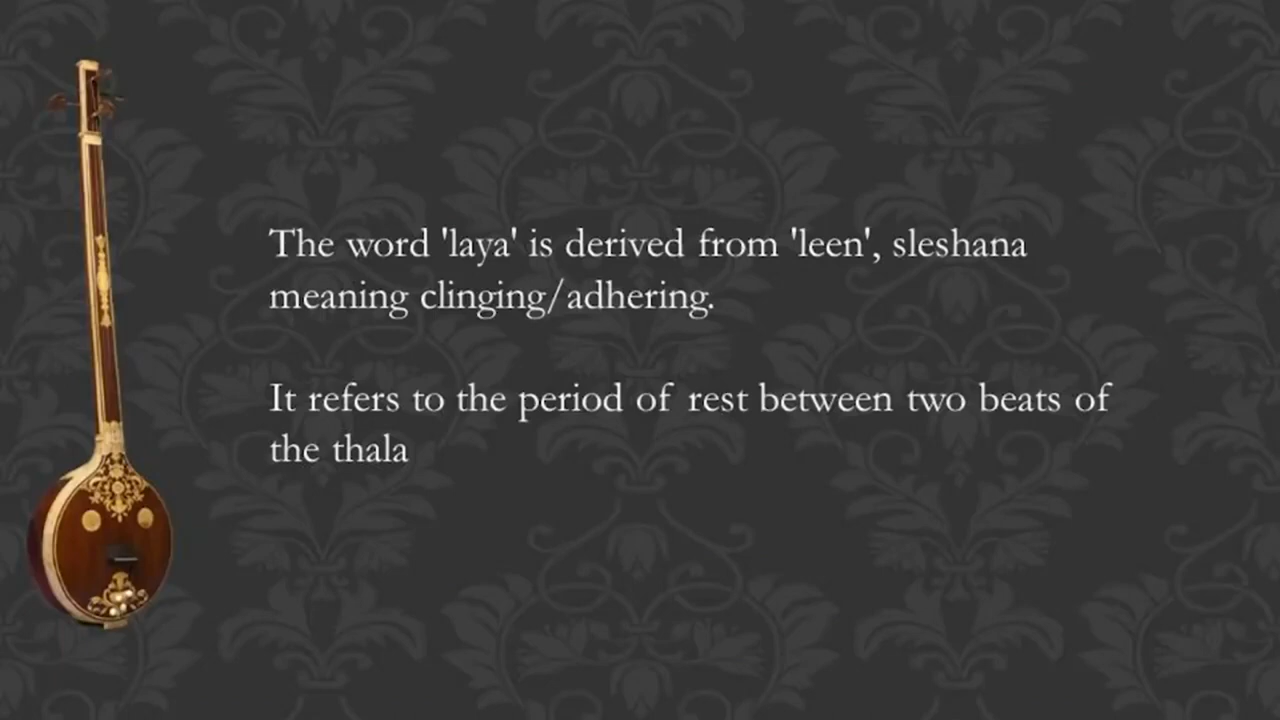 The word 'laya' is derived from 'leen', sleshana
meaning clinging/adhering.
It refers to the period of rest between two beats of
the thala